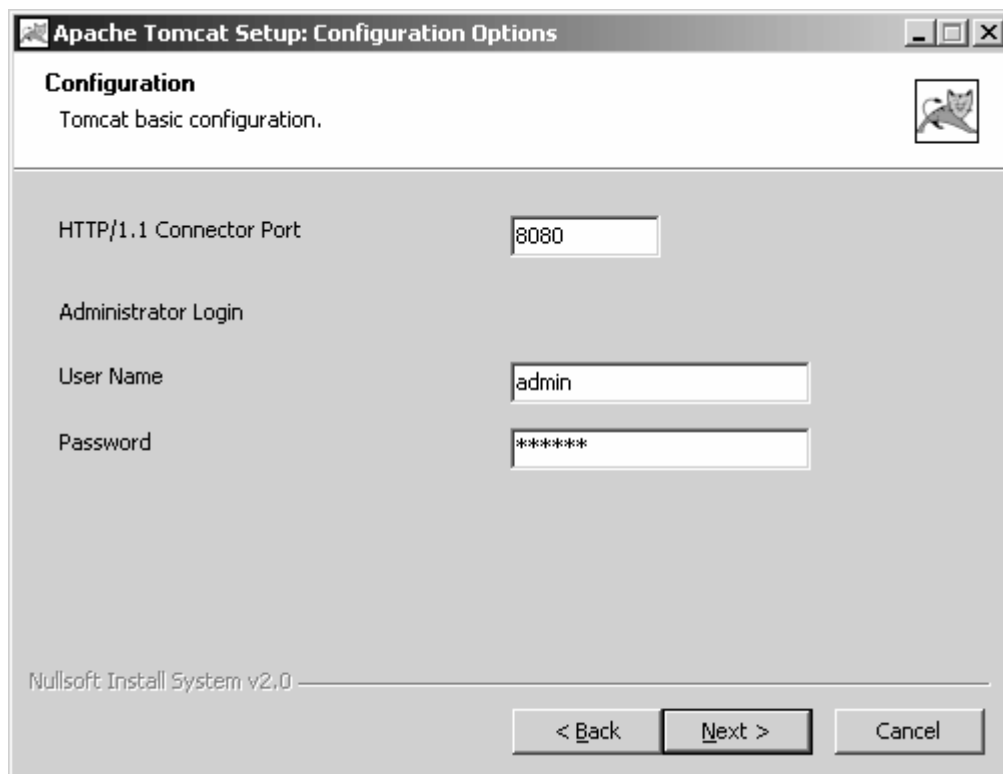 Apache Tomcat Setup: Configuration Options
Configuration
Tomcat basic configuration.
HTTP/1.1 Connector Port
8080
Administrator Login
User Name
admin
Password
******
Nullsoft Install System v2.0
< Back
Next >
Cancel